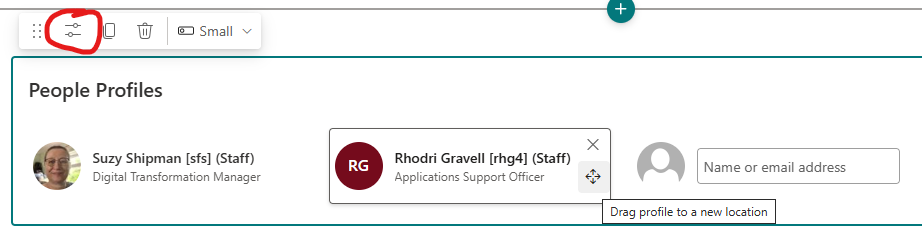 Small
People Profiles
Suzy Shipman [sfs] (Staff)
Digital Transformation Manager
RG
Rhodri Gravell [rhg4] (Staff)
Applications Support Officer
Name or email address
Drag profile to a new location